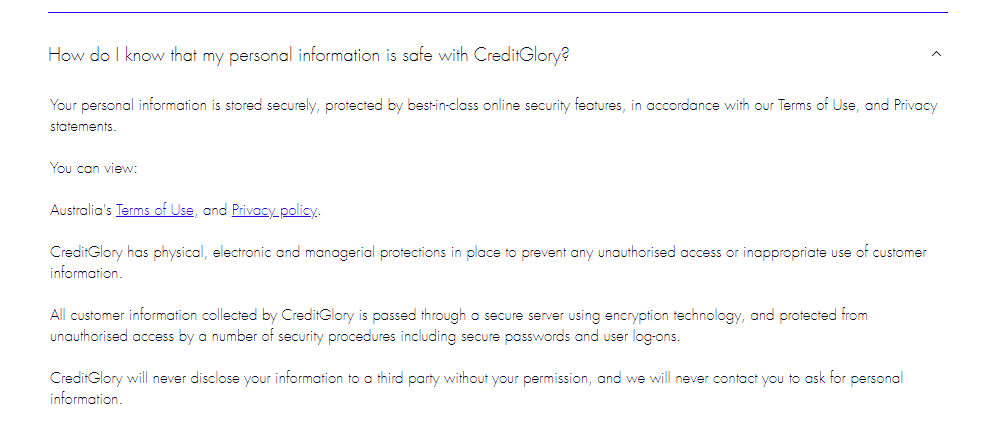 How do I know that my personal information is safe with CreditGlory?
Your personal information is stored securely, protected by best-in-class online security features, in accordance with our Terms of Use, and Privacy
statements.
You can view:
Australia's Terms of Use, and Privacy policy.
CreditGlory has physical, electronic and managerial protections in place to prevent any unauthorised access or inappropriate use of customer
information.
All customer information collected by CreditGlory is passed through a secure server using encryption technology, and protected from
unauthorised access by a number of security procedures including secure passwords and user log-ons.
CreditGlory will never disclose your information to a third party without your permission, and we will never contact you to ask for personal
information.